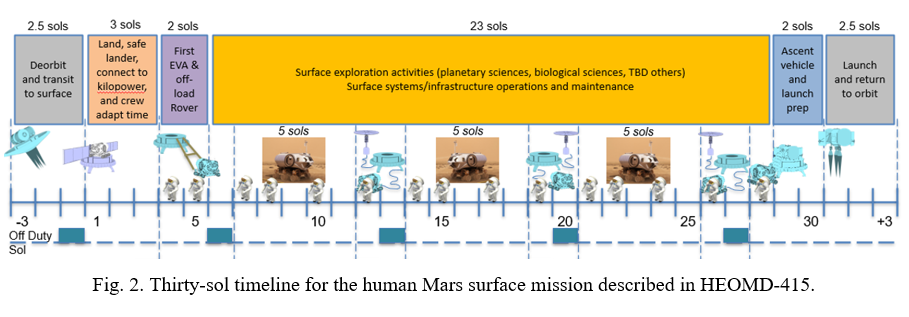 2.5 sols
3 sols
2 sols
23 sols
2 sols
2.5 sols
Deorbit
and transit
to surface
Land, safe
lander,
connect to
kilopower,
and crew
adapt time
First
EVA &
off-
load
Rover
Surface exploration activities (planetary sciences, biological sciences, TBD others)
Surface systems/infrastructure operations and maintenance
Ascent
vehicle
and
launch
prep
Launch
and return
to orbit
5 sols
5 sols
5 sols
-3
1
5
10
15
20
25
30
+3
Off Duty
Sol
Fig. 2. Thirty-sol timeline for the human Mars surface mission described in HEOMD-415.